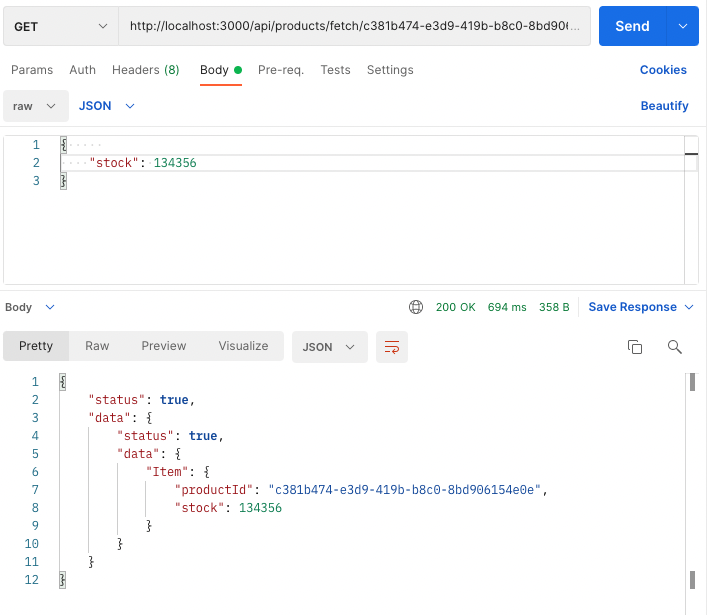 GET http://localhost:3000/api/products/fetch/c381b474-e3d9-419b-b8c0-8bd906... Send
Params Auth Headers (8) Body Pre-req. Tests Settings Cookies
raw JSON Beautify
1 {
2 "stock": 134356
3 }
Body 200 OK 694 ms 358 B Save Response
Pretty Raw Preview Visualize JSON
1 {
2 "status": true,
3 "data": {
4 "status": true,
5 "data": {
6 "Item": {
7 "productId": "c381b474-e3d9-419b-b8c0-8bd906154e0e",
8 "stock": 134356
9 }
10 }
11 }
12 }